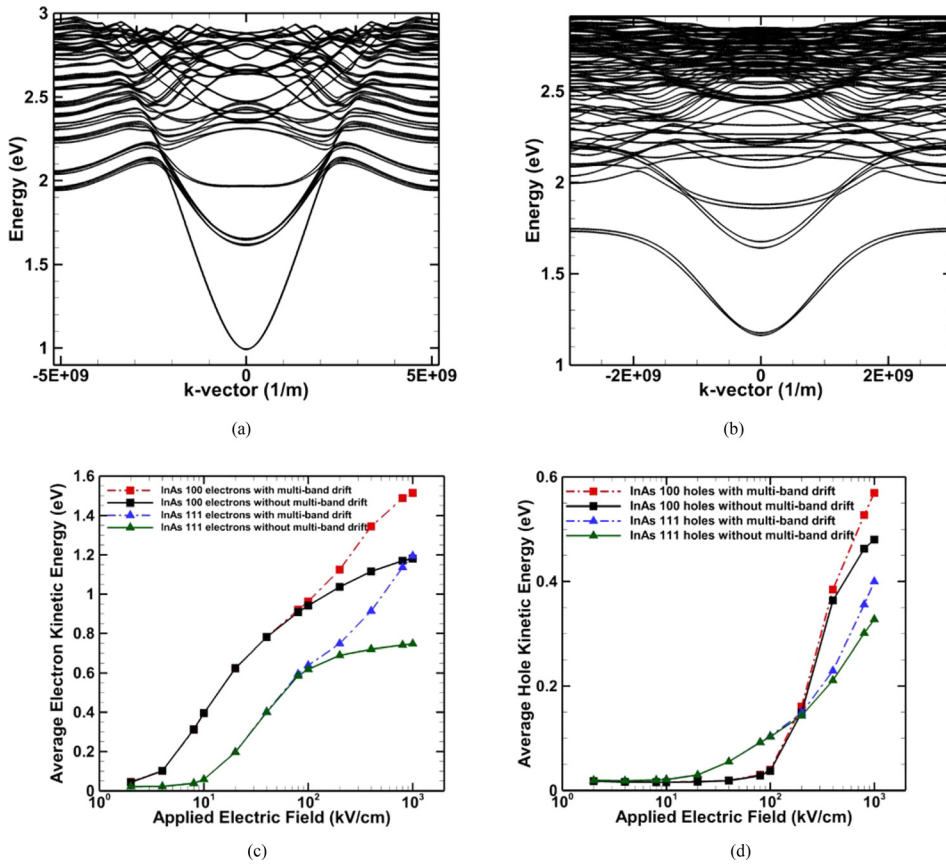 3
2.5
2
1.5
1
Energy (eV)
-5E+09 0 5E+09
k-vector (1/m)
(a)
2.5
2
1.5
1
Energy (eV)
-2E+09 0 2E+09
k-vector (1/m)
(b)
1.6
1.4
1.2
1
0.8
0.6
0.4
0.2
0
Average Electron Kinetic Energy (eV)
InAs 100 electrons with multi-band drift
InAs 100 electrons without multi-band drift
InAs 111 electrons with multi-band drift
InAs 111 electrons without multi-band drift
10⁰ 10¹ 10² 10³
Applied Electric Field (kV/cm)
(c)
0.6
0.4
0.2
0
Average Hole Kinetic Energy (eV)
InAs 100 holes with multi-band drift
InAs 100 holes without multi-band drift
InAs 111 holes with multi-band drift
InAs 111 holes without multi-band drift
10⁰ 10¹ 10² 10³
Applied Electric Field (kV/cm)
(d)